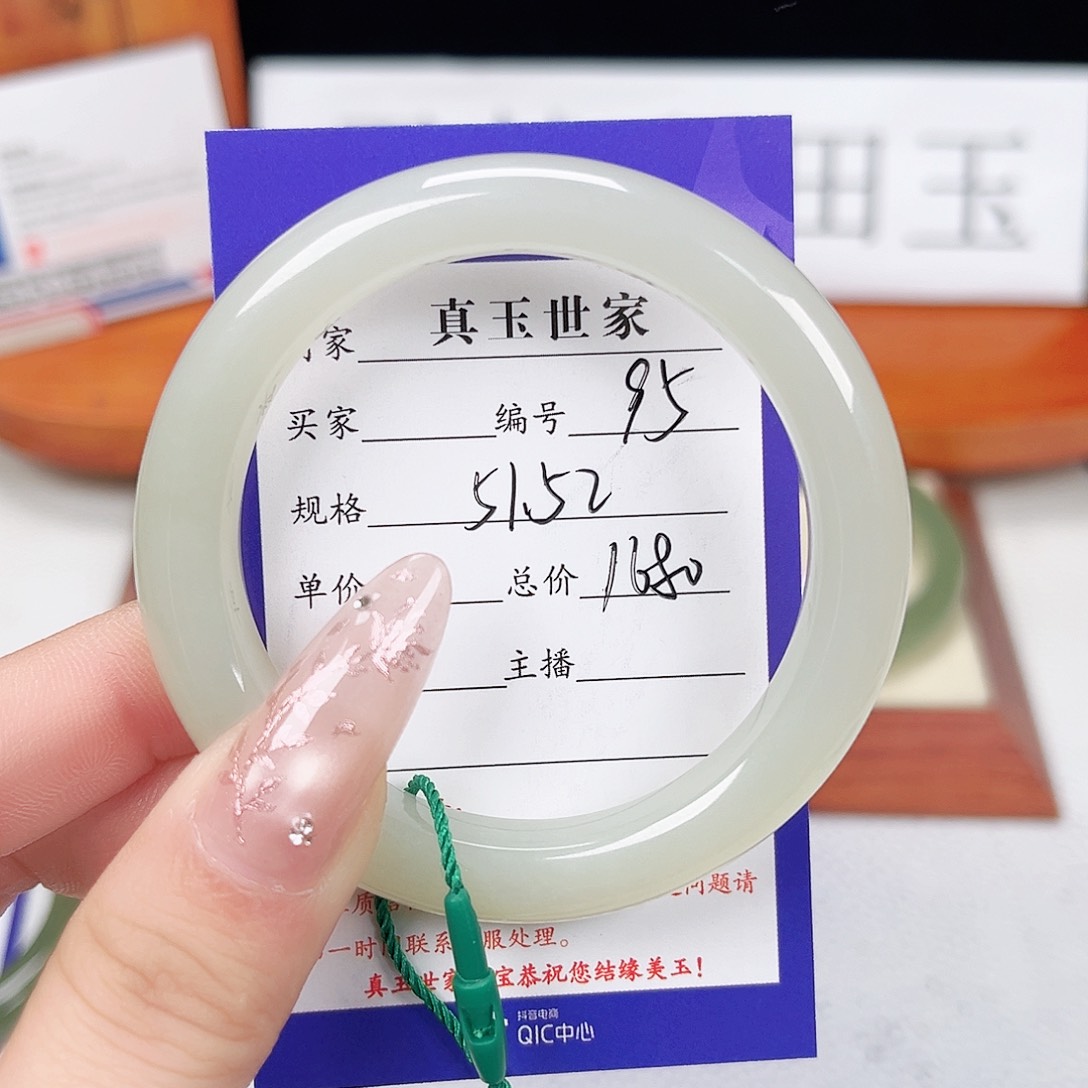 田玉
真玉世家
家
买家 编号 95
规格 51.52
单价 总价 1680
主播
问题请
一时间联系 服处理。
真玉世家 宝恭祝您结缘美玉！
抖音电商
QIC中心